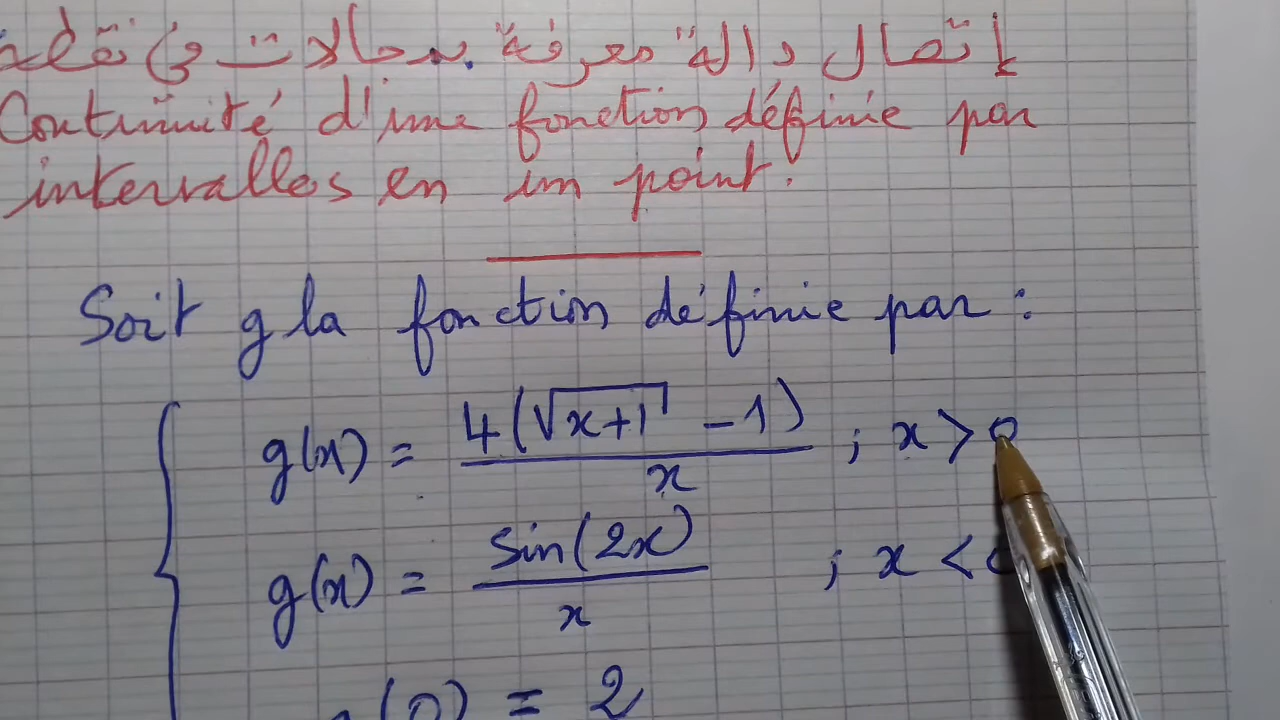 إتصال دالة معرفة بمجالات في نقطة
Continuité d'une fonction définie par
intervalles en un point.
Soit g la fonction définie par :
g(x) = 4(√x+1 - 1) / x ; x > 0
g(x) = sin(2x) / x ; x < 0
g(0) = 2